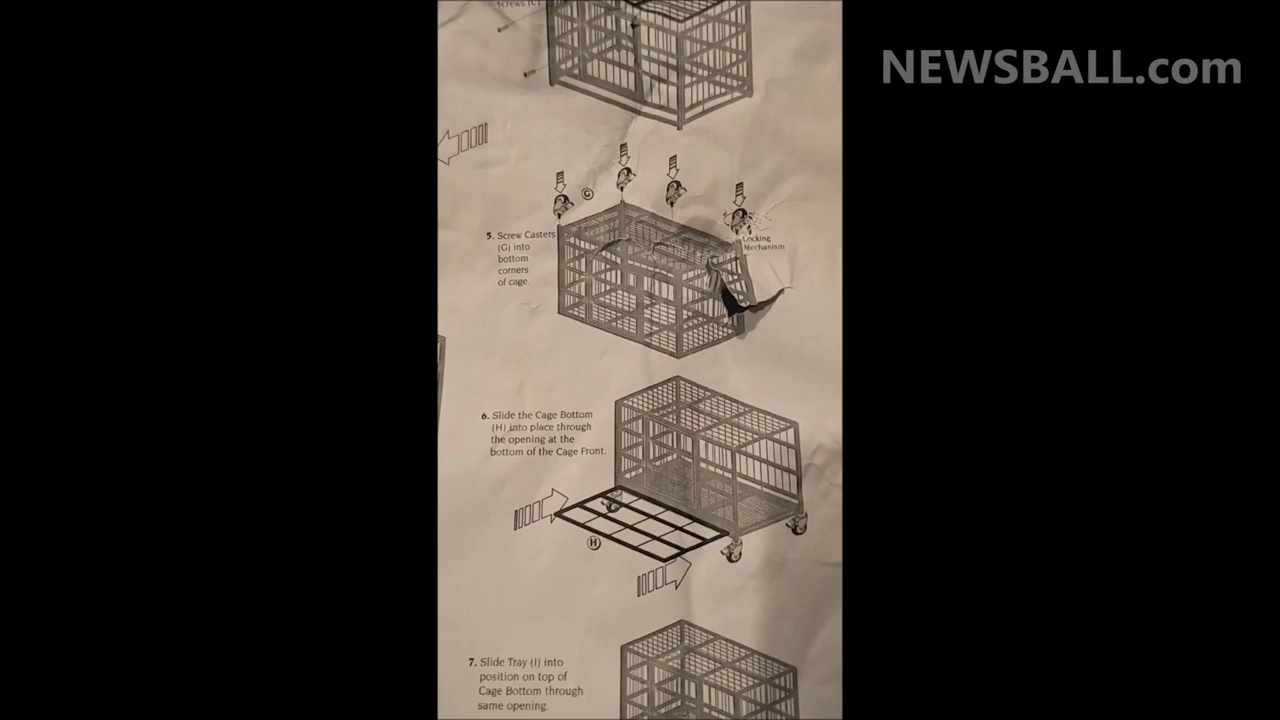 NEWSBALL.com
screws (C)
G
5. Screw Casters
(G) into
bottom
corners
of cage.
Locking
Mechanism
6. Slide the Cage Bottom
(H) into place through
the opening at the
bottom of the Cage Front.
H
7. Slide Tray (I) into
position on top of
Cage Bottom through
same opening.